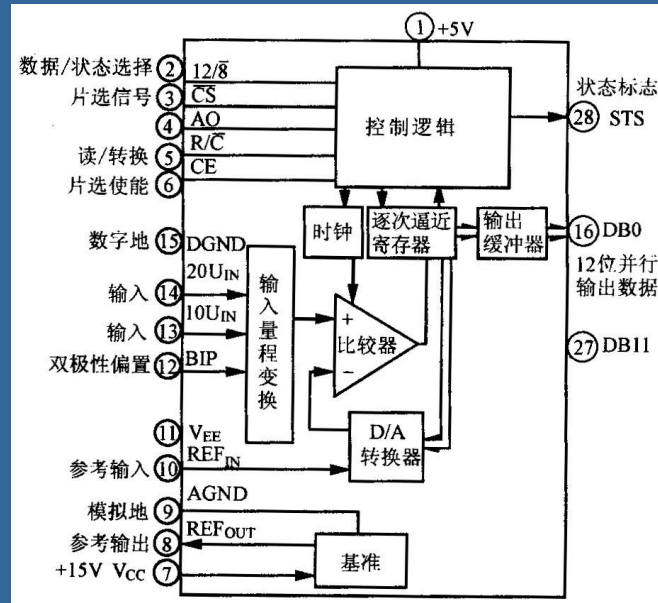 ① +5V
数据/状态选择 ② 12/8̅
片选信号 ③ C̅S̅
④ AO
读/转换 ⑤ R/C̅
片选使能 ⑥ CE
控制逻辑
状态标志
㉘ STS
时钟
逐次逼近
寄存器
输出
缓冲器
⑯ DB0
12位并行
输出数据
㉗ DB11
数字地 ⑮ DGND
输入 ⑭ 20UIN
输入 ⑬ 10UIN
双极性偏置 ⑫ BIP
输入量程变换
+
比较器
−
D/A
转换器
⑪ VEE
参考输入 ⑩ REFIN
模拟地 ⑨ AGND
参考输出 ⑧ REFOUT
+15V VCC ⑦
基准